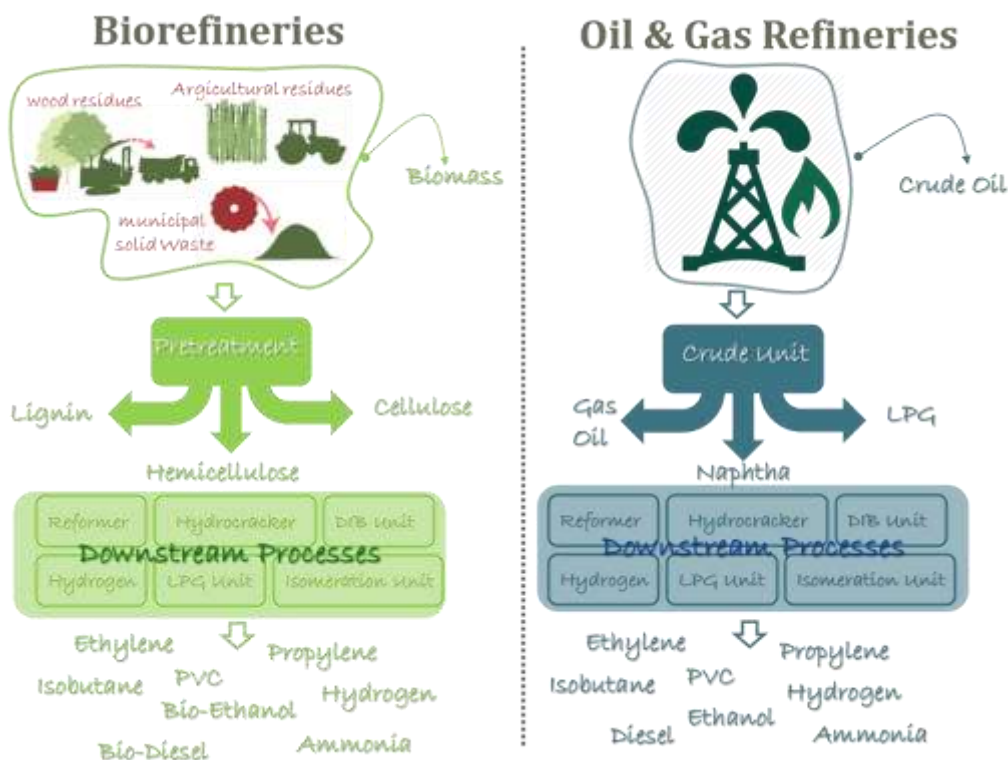 Biorefineries
wood residues
Argicultural residues
municipal
solid Waste
Biomass
Pretreatment
Lignin
Cellulose
Hemicellulose
Reformer
Hydrocracker
DIB Unit
Downstream Processes
Hydrogen
LPG Unit
Isomeration Unit
Ethylene
Propylene
Isobutane
PVC
Hydrogen
Bio-Ethanol
Bio-Diesel
Ammonia
Oil & Gas Refineries
Crude Oil
Crude Unit
Gas
Oil
LPG
Naphtha
Reformer
Hydrocracker
DIB Unit
Downstream Processes
Hydrogen
LPG Unit
Isomeration Unit
Ethylene
Propylene
Isobutane
PVC
Hydrogen
Ethanol
Diesel
Ammonia